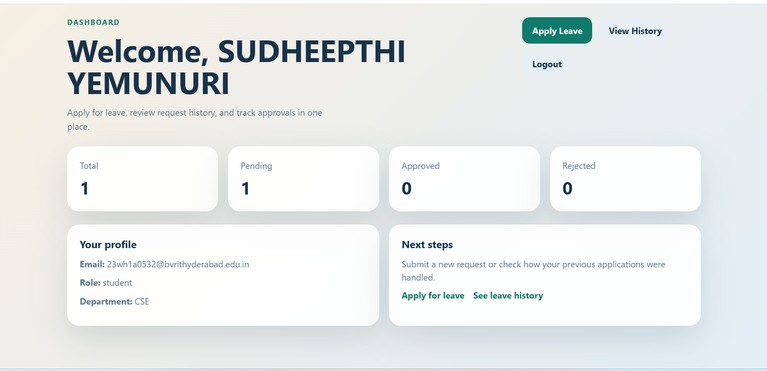 DASHBOARD
Welcome, SUDHEEPTHI
YEMUNURI
Apply for leave, review request history, and track approvals in one
place.
Apply Leave
View History
Logout
Total
1
Pending
1
Approved
0
Rejected
0
Your profile
Email: 23wh1a0532@bvrithyderabad.edu.in
Role: student
Department: CSE
Next steps
Submit a new request or check how your previous applications were
handled.
Apply for leave See leave history